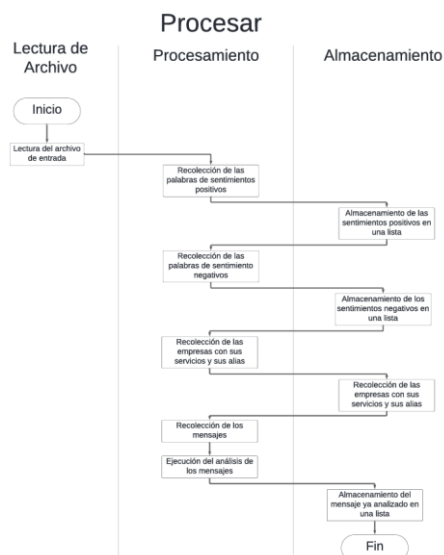 Procesar
Lectura de
Archivo
Procesamiento
Almacenamiento
Inicio
Lectura del archivo
de entrada
Recolección de las
palabras de sentimientos
positivos
Almacenamiento de las
sentimientos positivos en
una lista
Recolección de las
palabras de sentimiento
negativos
Almacenamiento de los
sentimientos negativos en
una lista
Recolección de las
empresas con sus
servicios y sus alias
Recolección de las
empresas con sus
servicios y sus alias
Recolección de los
mensajes
Ejecución del análisis de
los mensajes
Almacenamiento del
mensaje ya analizado en
una lista
Fin